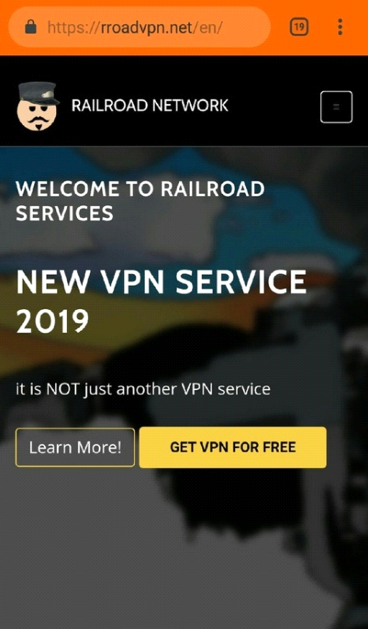 https://rroadvpn.net/en/
19
RAILROAD NETWORK
WELCOME TO RAILROAD
SERVICES
NEW VPN SERVICE
2019
it is NOT just another VPN service
Learn More!
GET VPN FOR FREE